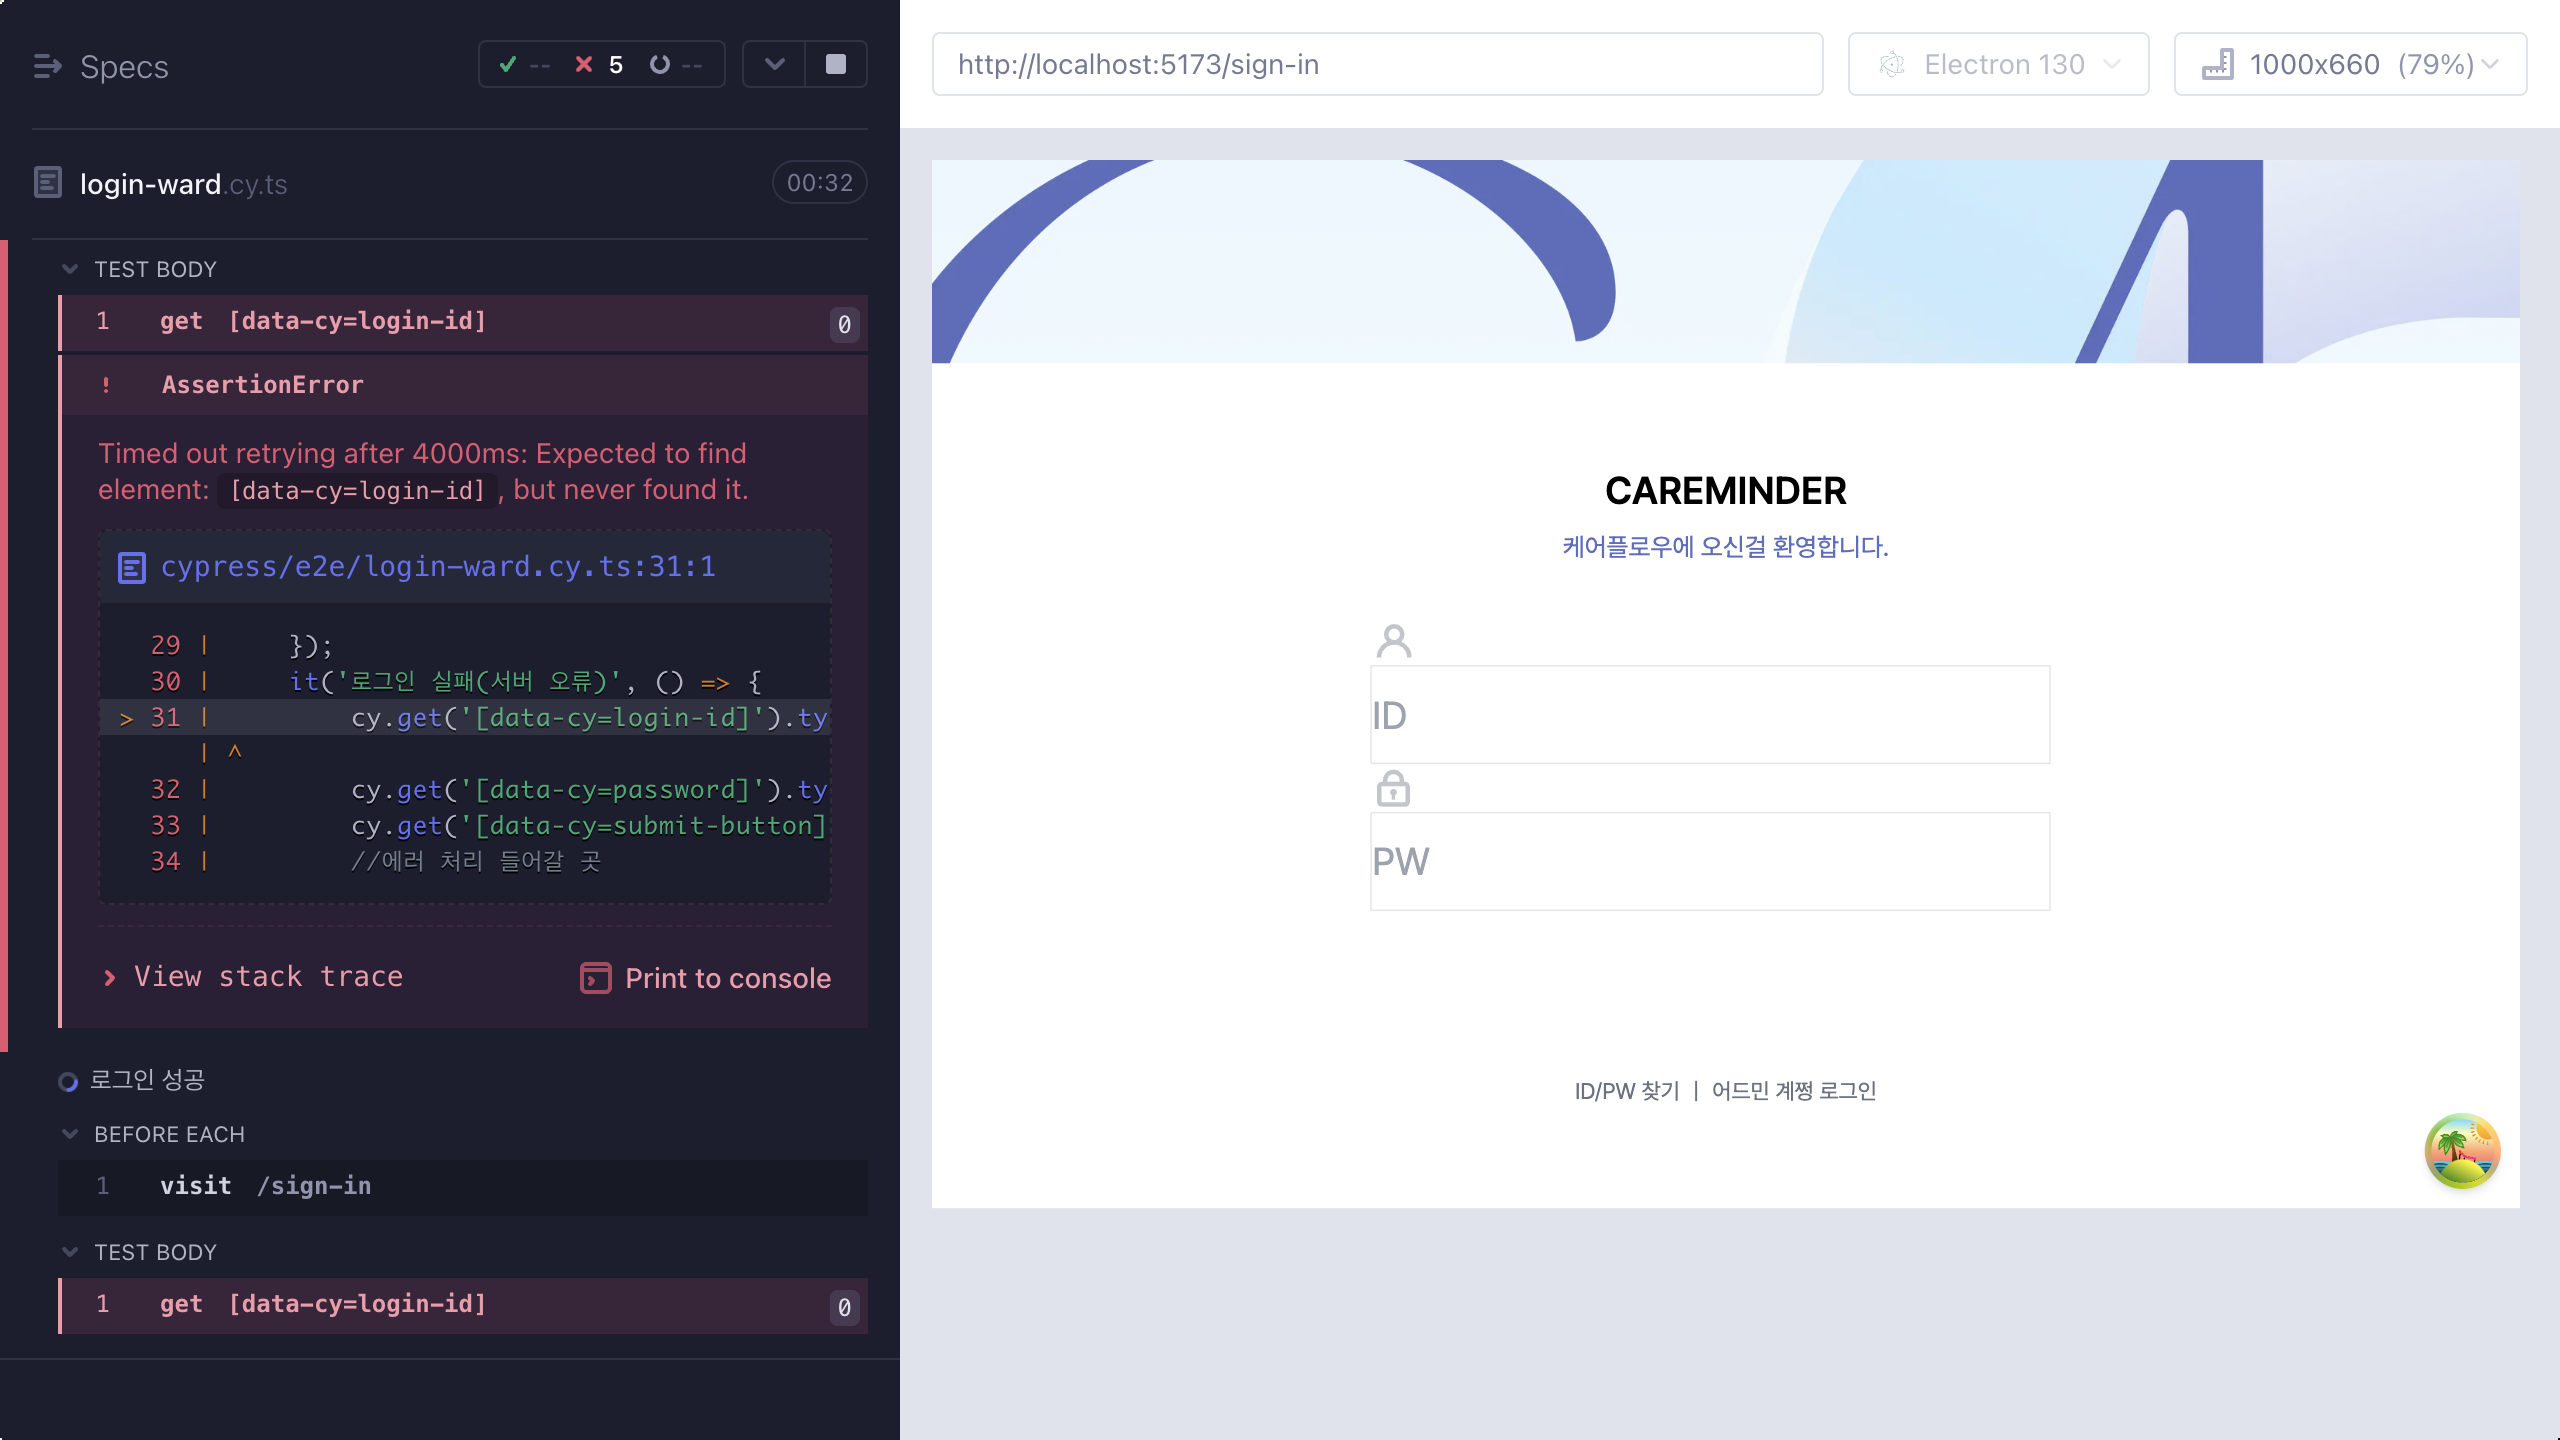 Specs
-- 5 --
login-ward.cy.ts
00:32
TEST BODY
1 get [data-cy=login-id] 0
! AssertionError
Timed out retrying after 4000ms: Expected to find
element: [data-cy=login-id] , but never found it.
cypress/e2e/login-ward.cy.ts:31:1
29 | });
30 | it('로그인 실패(서버 오류)', () => {
> 31 | cy.get('[data-cy=login-id]').ty
| ^
32 | cy.get('[data-cy=password]').ty
33 | cy.get('[data-cy=submit-button]
34 | //에러 처리 들어갈 곳
View stack trace
Print to console
로그인 성공
BEFORE EACH
1 visit /sign-in
TEST BODY
1 get [data-cy=login-id] 0
http://localhost:5173/sign-in
Electron 130
1000x660 (79%)
CAREMINDER
케어플로우에 오신걸 환영합니다.
ID
PW
ID/PW 찾기 | 어드민 계쩡 로그인